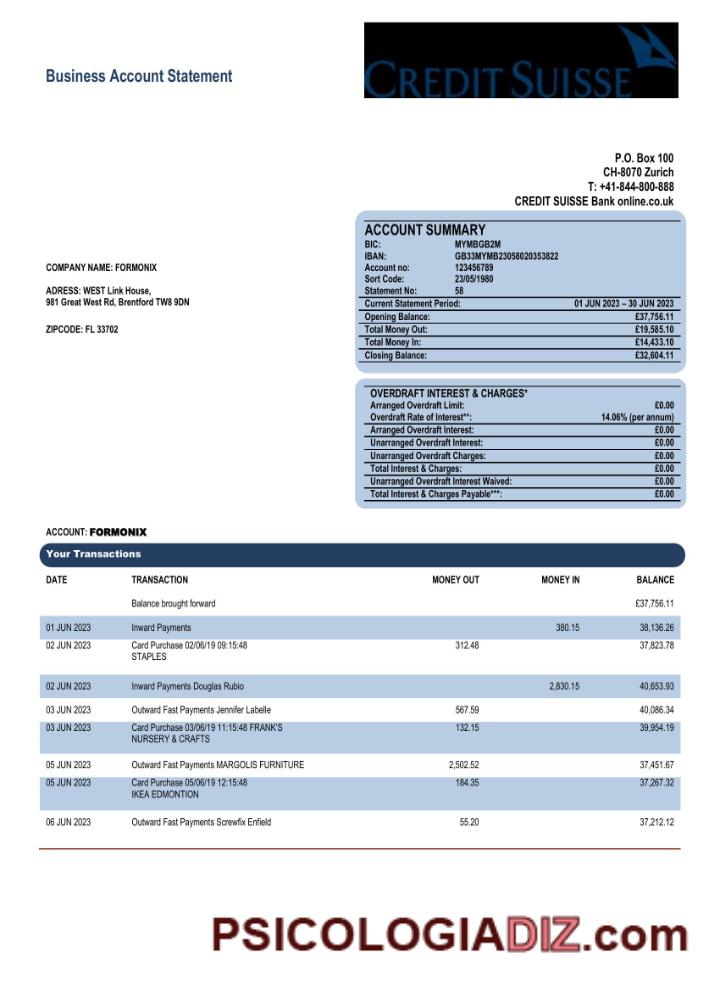 CREDIT SUISSE
Business Account Statement
P.O. Box 100
CH-8070 Zurich
T: +41-844-800-888
CREDIT SUISSE Bank online.co.uk
COMPANY NAME: FORMONIX
ADRESS: WEST Link House,
981 Great West Rd, Brentford TW8 9DN
ZIPCODE: FL 33702
ACCOUNT SUMMARY
BIC: MYMBGB2M
IBAN: GB33MYMB23058020353822
Account no: 123456789
Sort Code: 23/05/1980
Statement No: 58
Current Statement Period: 01 JUN 2023 – 30 JUN 2023
Opening Balance: £37,756.11
Total Money Out: £19,585.10
Total Money In: £14,433.10
Closing Balance: £32,604.11
OVERDRAFT INTEREST & CHARGES*
Arranged Overdraft Limit: £0.00
Overdraft Rate of Interest**: 14.06% (per annum)
Arranged Overdraft Interest: £0.00
Unarranged Overdraft Interest: £0.00
Unarranged Overdraft Charges: £0.00
Total Interest & Charges: £0.00
Unarranged Overdraft Interest Waived: £0.00
Total Interest & Charges Payable***: £0.00
ACCOUNT: FORMONIX
Your Transactions
DATE TRANSACTION MONEY OUT MONEY IN BALANCE
Balance brought forward £37,756.11
01 JUN 2023 Inward Payments 380.15 38,136.26
02 JUN 2023 Card Purchase 02/06/19 09:15:48 312.48 37,823.78
STAPLES
02 JUN 2023 Inward Payments Douglas Rubio 2,830.15 40,653.93
03 JUN 2023 Outward Fast Payments Jennifer Labelle 567.59 40,086.34
03 JUN 2023 Card Purchase 03/06/19 11:15:48 FRANK'S 132.15 39,954.19
NURSERY & CRAFTS
05 JUN 2023 Outward Fast Payments MARGOLIS FURNITURE 2,502.52 37,451.67
05 JUN 2023 Card Purchase 05/06/19 12:15:48 184.35 37,267.32
IKEA EDMONTION
06 JUN 2023 Outward Fast Payments Screwfix Enfield 55.20 37,212.12
PSICOLOGIADIZ.com